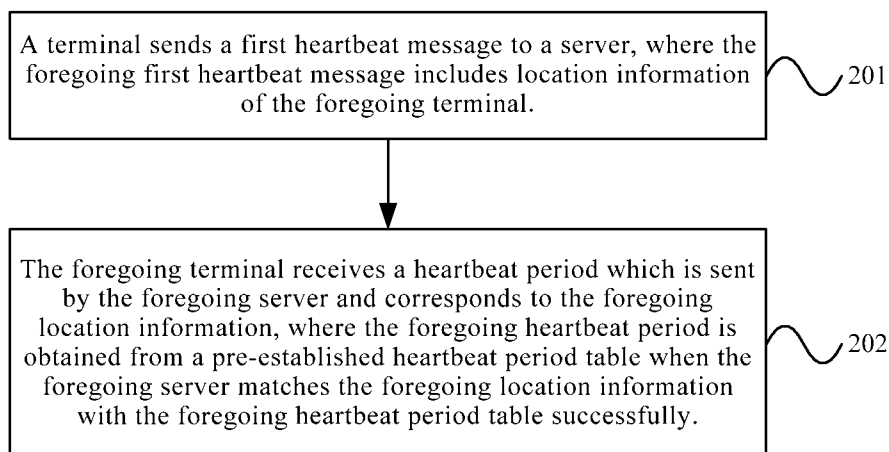 A terminal sends a first heartbeat message to a server, where the
foregoing first heartbeat message includes location information
of the foregoing terminal.
201
The foregoing terminal receives a heartbeat period which is sent
by the foregoing server and corresponds to the foregoing
location information, where the foregoing heartbeat period is
obtained from a pre-established heartbeat period table when the
foregoing server matches the foregoing location information
with the foregoing heartbeat period table successfully.
202